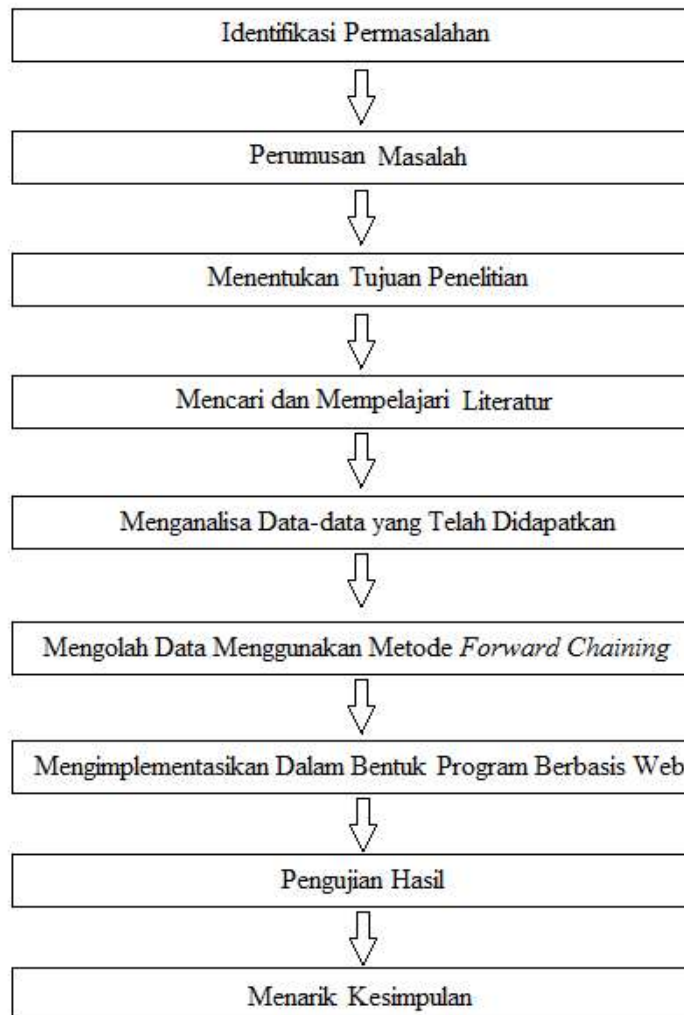 Identifikasi Permasalahan
Perumusan Masalah
Menentukan Tujuan Penelitian
Mencari dan Mempelajari Literatur
Menganalisa Data-data yang Telah Didapatkan
Mengolah Data Menggunakan Metode Forward Chaining
Mengimplementasikan Dalam Bentuk Program Berbasis Web
Pengujian Hasil
Menarik Kesimpulan